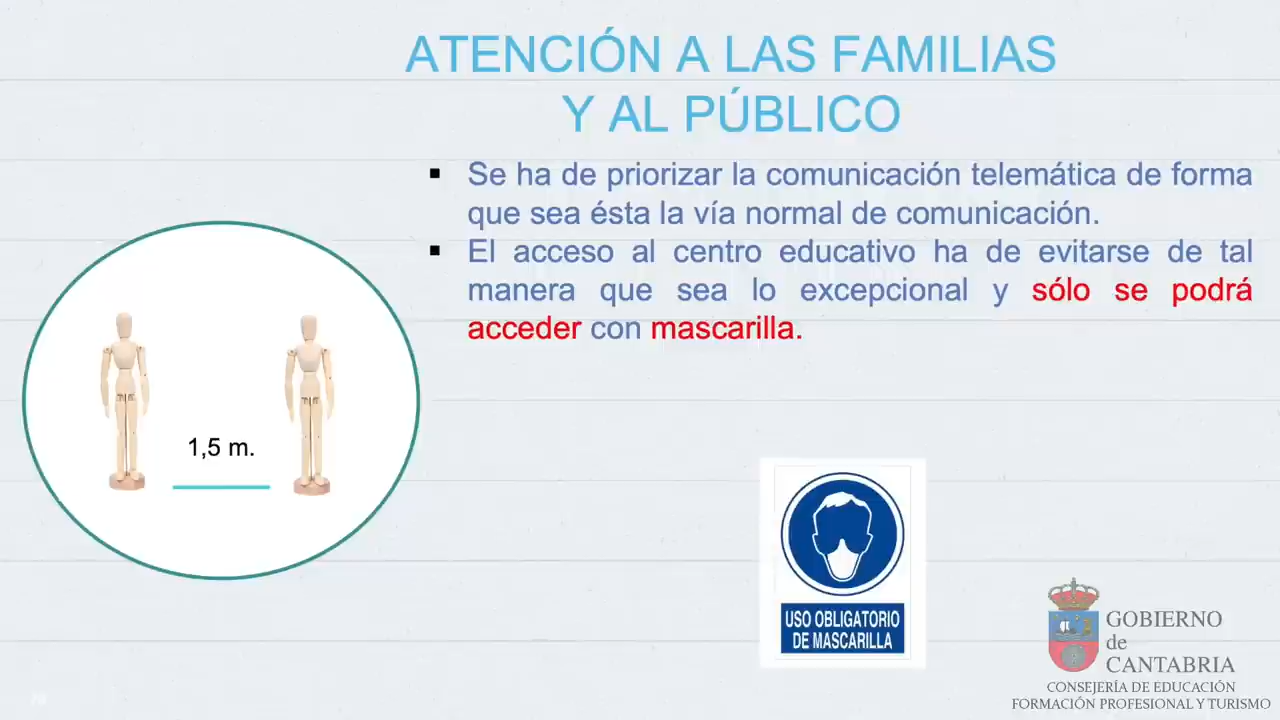 ATENCIÓN A LAS FAMILIAS
Y AL PÚBLICO
Se ha de priorizar la comunicación telemática de forma
que sea ésta la vía normal de comunicación.
El acceso al centro educativo ha de evitarse de tal
manera que sea lo excepcional y sólo se podrá
acceder con mascarilla.
1,5 m.
USO OBLIGATORIO
DE MASCARILLA
GOBIERNO
de
CANTABRIA
CONSEJERÍA DE EDUCACIÓN
FORMACIÓN PROFESIONAL Y TURISMO